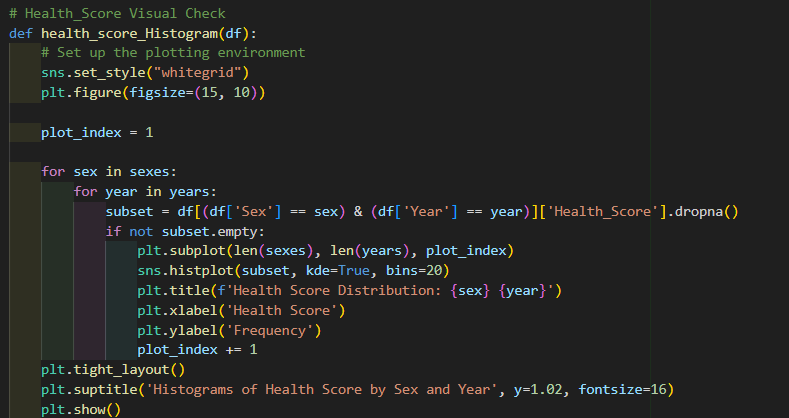 # Health_Score Visual Check
def health_score_Histogram(df):
    # Set up the plotting environment
    sns.set_style("whitegrid")
    plt.figure(figsize=(15, 10))

    plot_index = 1

    for sex in sexes:
        for year in years:
            subset = df[(df['Sex'] == sex) & (df['Year'] == year)]['Health_Score'].dropna()
            if not subset.empty:
                plt.subplot(len(sexes), len(years), plot_index)
                sns.histplot(subset, kde=True, bins=20)
                plt.title(f'Health Score Distribution: {sex} {year}')
                plt.xlabel('Health Score')
                plt.ylabel('Frequency')
                plot_index += 1
    plt.tight_layout()
    plt.suptitle('Histograms of Health Score by Sex and Year', y=1.02, fontsize=16)
    plt.show()